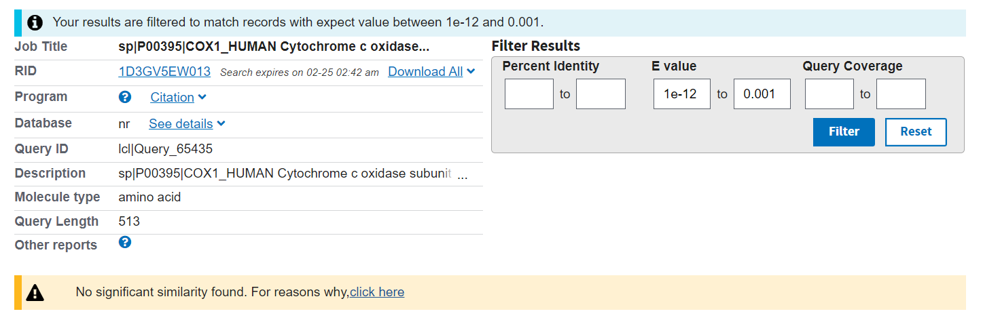 Your results are filtered to match records with expect value between 1e-12 and 0.001.
Job Title sp|P00395|COX1_HUMAN Cytochrome c oxidase...
RID 1D3GV5EW013 Search expires on 02-25 02:42 am Download All
Program ? Citation
Database nr See details
Query ID lcl|Query_65435
Description sp|P00395|COX1_HUMAN Cytochrome c oxidase subunit ...
Molecule type amino acid
Query Length 513
Other reports ?
Filter Results
Percent Identity E value Query Coverage
to 1e-12 to 0.001 to
Filter Reset
No significant similarity found. For reasons why,click here